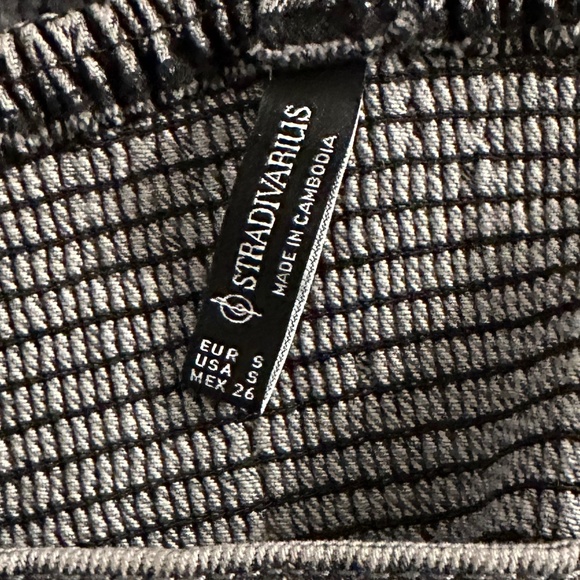 STRADIVARIUS
MADE IN CAMBODIA
EUR S
USA S
MEX 26